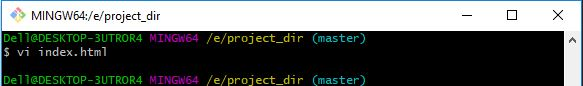 MINGW64:/e/project_dir
Dell@DESKTOP-3UTROR4 MINGW64 /e/project_dir (master)
$ vi index.html
Dell@DESKTOP-3UTROR4 MINGW64 /e/project_dir (master)